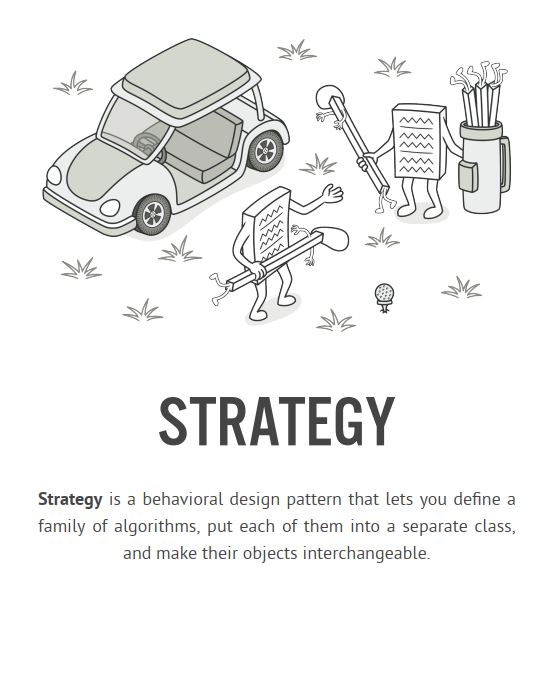 STRATEGY
Strategy is a behavioral design pattern that lets you define a
family of algorithms, put each of them into a separate class,
and make their objects interchangeable.